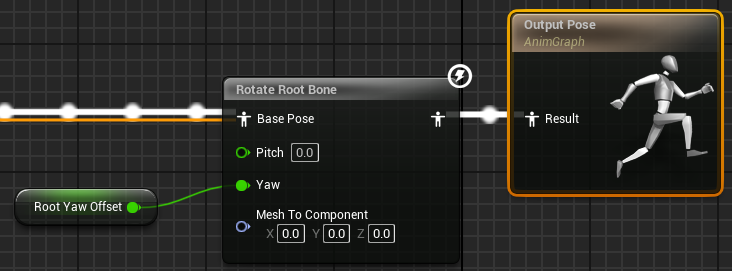 Output Pose
AnimGraph
Rotate Root Bone
Base Pose
Result
Pitch 0.0
Yaw
Root Yaw Offset
Mesh To Component
X 0.0 Y 0.0 Z 0.0